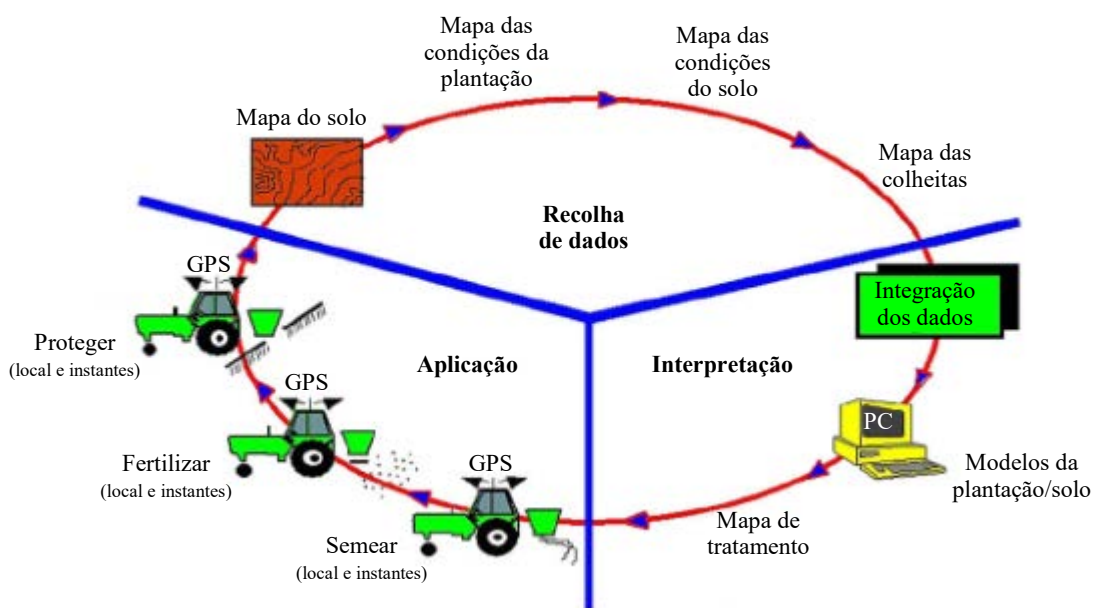 Mapa das
condições da
plantação
Mapa das
condições
do solo
Mapa do solo
Mapa das
colheitas
Recolha
de dados
GPS
Integração
dos dados
Proteger
(local e instantes)
Aplicação
Interpretação
GPS
PC
Fertilizar
(local e instantes)
GPS
Modelos da
plantação/solo
Mapa de
tratamento
Semear
(local e instantes)